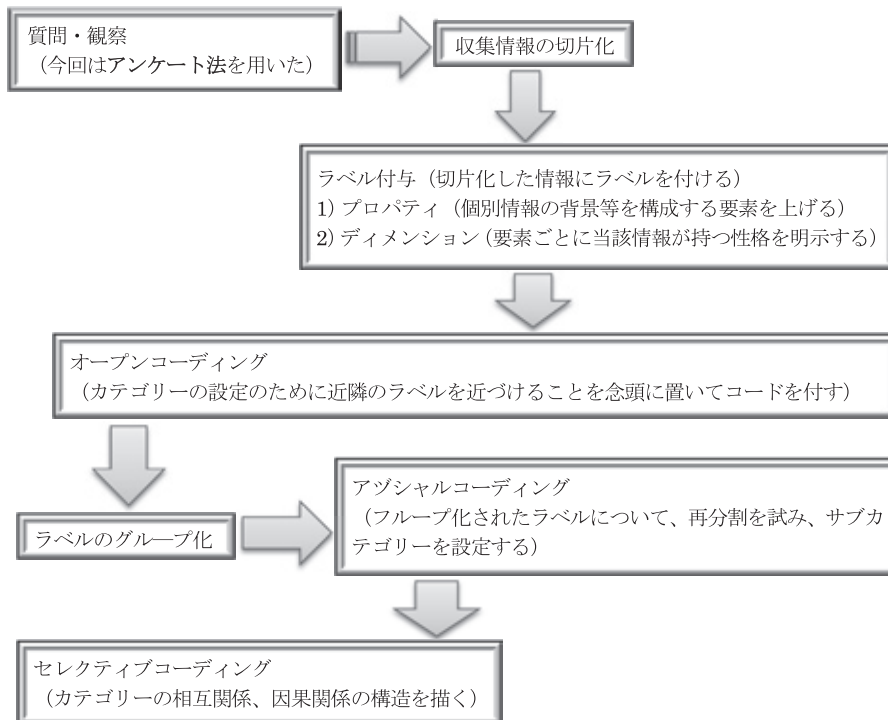 質問・観察
（今回はアンケート法を用いた）
収集情報の切片化
ラベル付与（切片化した情報にラベルを付ける）
1) プロパティ（個別情報の背景等を構成する要素を上げる）
2) ディメンション（要素ごとに当該情報が持つ性格を明示する）
オープンコーディング
（カテゴリーの設定のために近隣のラベルを近づけることを念頭に置いてコードを付す）
ラベルのグル―プ化
アヅシャルコーディング
（フループ化されたラベルについて、再分割を試み、サブカ
テゴリーを設定する）
セレクティブコーディング
（カテゴリーの相互関係、因果関係の構造を描く）